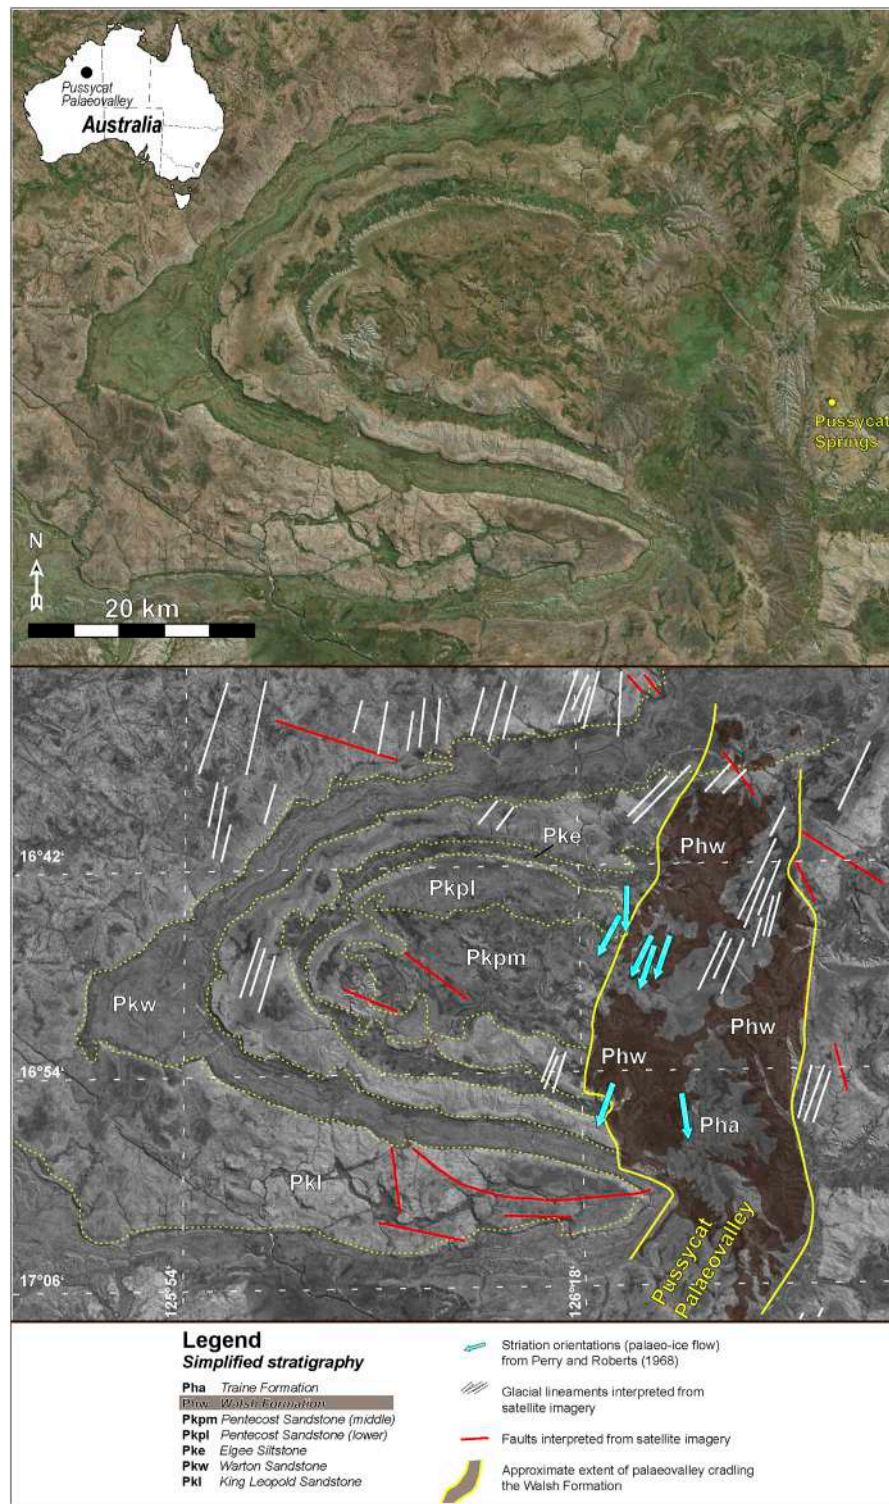 Pussycat
Palaeovalley
Australia
Pussycat
Springs
N
20 km
Phw
Pke
16°42'
Pkpl
Pkpm
Pkw
Phw
Phw
16°54'
Pha
Pkl
Pussycat
Palaeovalley
17°06'
125°54'
126°18'
Legend
Simplified stratigraphy
Pha Traine Formation
Phw Walsh Formation
Pkpm Pentecost Sandstone (middle)
Pkpl Pentecost Sandstone (lower)
Pke Elgee Siltstone
Pkw Warton Sandstone
Pkl King Leopold Sandstone
Striation orientations (palaeo-ice flow)
from Perry and Roberts (1968)
Glacial lineaments interpreted from
satellite imagery
Faults interpreted from satellite imagery
Approximate extent of palaeovalley cradling
the Walsh Formation